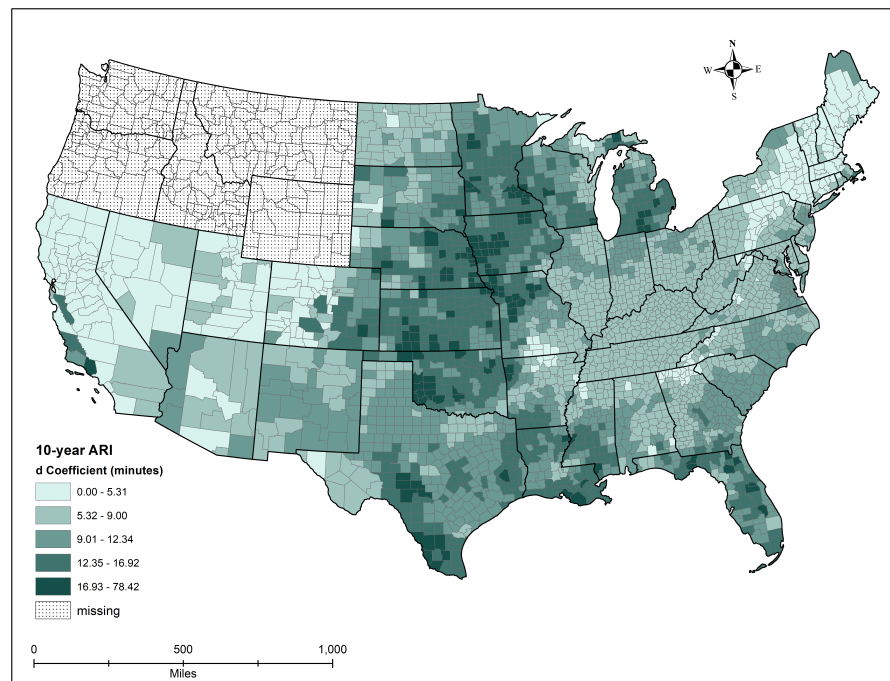 N
W E
S
10-year ARI
d Coefficient (minutes)
0.00 - 5.31
5.32 - 9.00
9.01 - 12.34
12.35 - 16.92
16.93 - 78.42
missing
0 500 1,000
Miles